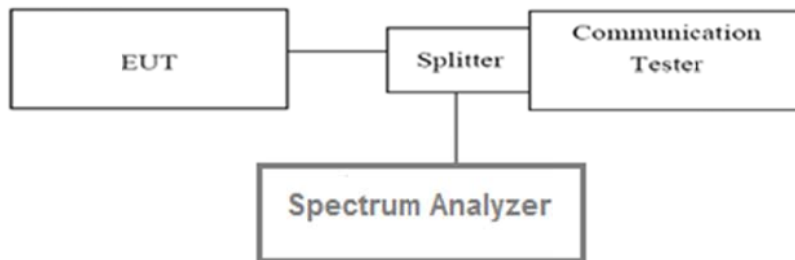 EUT
Splitter
Communication
Tester
Spectrum Analyzer